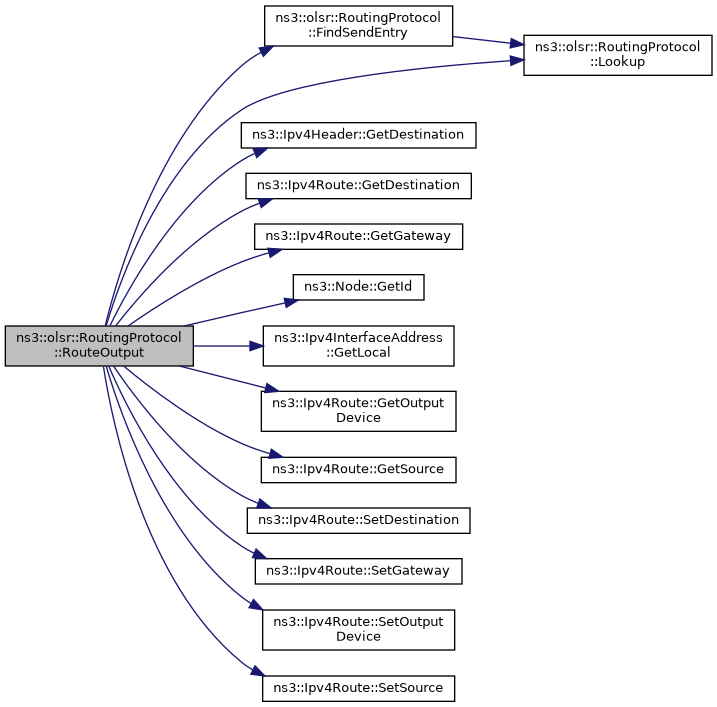 ns3::olsr::RoutingProtocol
::FindSendEntry
ns3::olsr::RoutingProtocol
::Lookup
ns3::Ipv4Header::GetDestination
ns3::Ipv4Route::GetDestination
ns3::Ipv4Route::GetGateway
ns3::Node::GetId
ns3::olsr::RoutingProtocol
::RouteOutput
ns3::Ipv4InterfaceAddress
::GetLocal
ns3::Ipv4Route::GetOutput
Device
ns3::Ipv4Route::GetSource
ns3::Ipv4Route::SetDestination
ns3::Ipv4Route::SetGateway
ns3::Ipv4Route::SetOutput
Device
ns3::Ipv4Route::SetSource